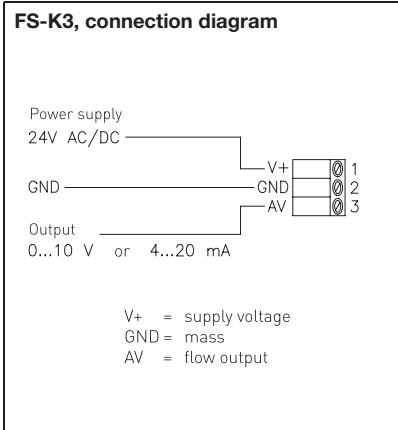 FS-K3, connection diagram
Power supply
24V AC/DC
V+ 1
GND GND 2
AV 3
Output
0...10 V or 4...20 mA
V+ = supply voltage
GND = mass
AV = flow output